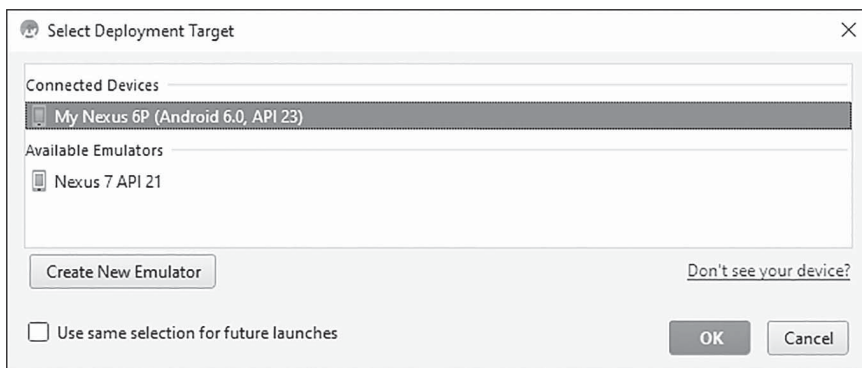 Select Deployment Target
Connected Devices
My Nexus 6P (Android 6.0, API 23)
Available Emulators
Nexus 7 API 21
Create New Emulator
Don't see your device?
Use same selection for future launches
OK
Cancel